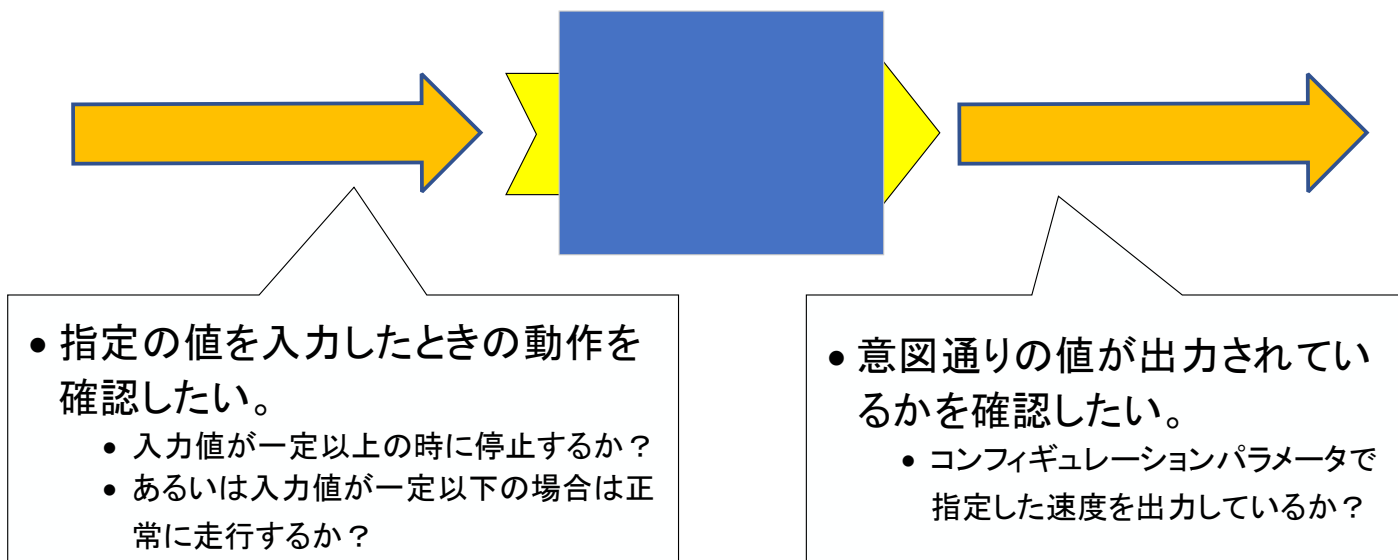 • 指定の値を入力したときの動作を
確認したい。
• 入力値が一定以上の時に停止するか？
• あるいは入力値が一定以下の場合は正
常に走行するか？
• 意図通りの値が出力されてい
るかを確認したい。
• コンフィギュレーションパラメータで
指定した速度を出力しているか？